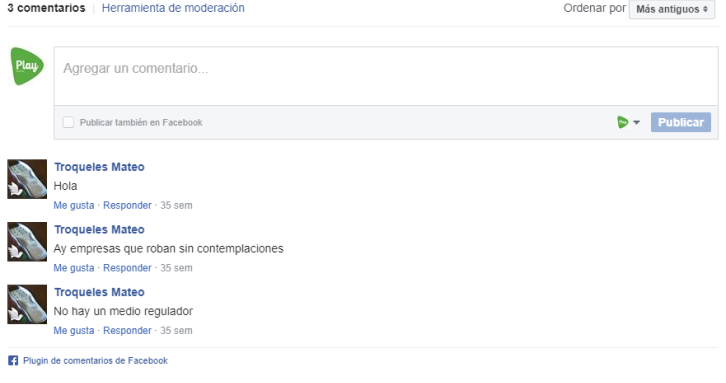 3 comentarios Herramienta de moderación Ordenar por Más antiguos
Play
Agregar un comentario...
Publicar también en Facebook Publicar
Troqueles Mateo
Hola
Me gusta · Responder · 35 sem
Troqueles Mateo
Ay empresas que roban sin contemplaciones
Me gusta · Responder · 35 sem
Troqueles Mateo
No hay un medio regulador
Me gusta · Responder · 35 sem
Plugin de comentarios de Facebook